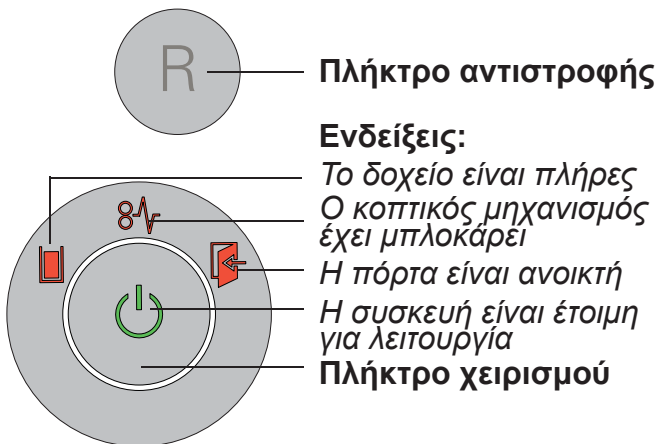 R
Πλήκτρο αντιστροφής
Ενδείξεις:
Το δοχείο είναι πλήρες
Ο κοπτικός μηχανισμός
έχει μπλοκάρει
Η πόρτα είναι ανοικτή
Η συσκευή είναι έτοιμη
για λειτουργία
Πλήκτρο χειρισμού